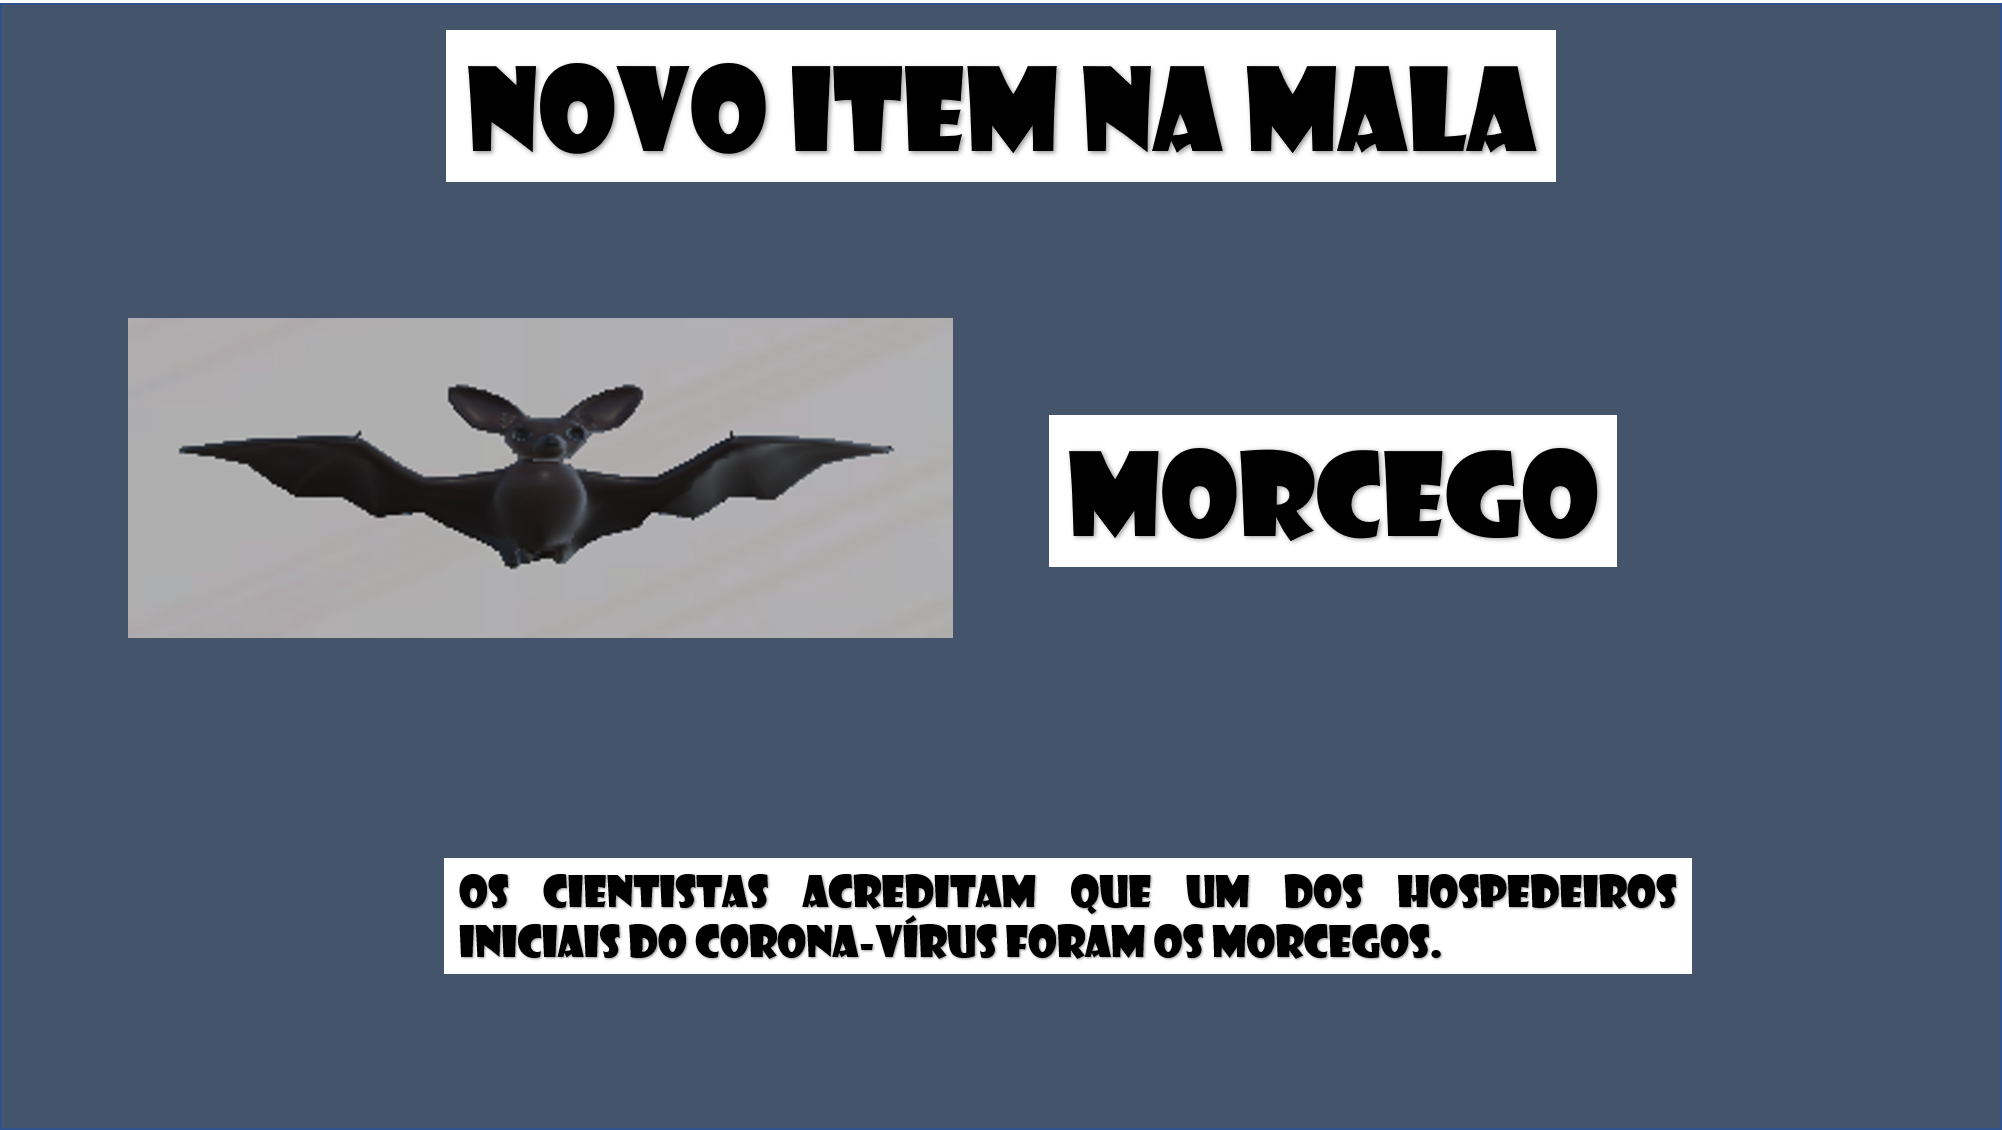 NOVO ITEM NA MALA
MORCEGO
OS CIENTISTAS ACREDITAM QUE UM DOS HOSPEDEIROS
INICIAIS DO CORONA-VÍRUS FORAM OS MORCEGOS.